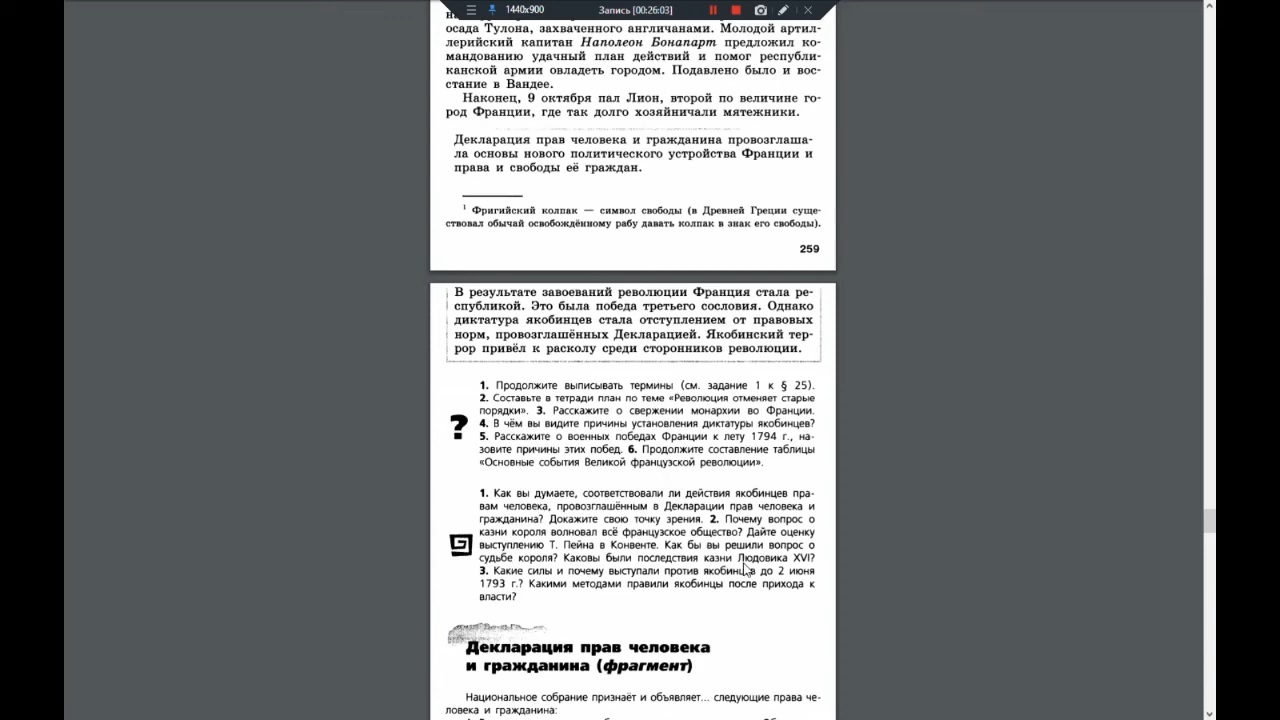 1440x900
Запись [00:26:03]
осада Тулона, захваченного англичанами. Молодой артил-
лерийский капитан Наполеон Бонапарт предложил ко-
мандованию удачный план действий и помог республи-
канской армии овладеть городом. Подавлено было и вос-
стание в Вандее.
Наконец, 9 октября пал Лион, второй по величине го-
род Франции, где так долго хозяйничали мятежники.
Декларация прав человека и гражданина провозглаша-
ла основы нового политического устройства Франции и
права и свободы её граждан.
1 Фригийский колпак — символ свободы (в Древней Греции суще-
ствовал обычай освобождённому рабу давать колпак в знак его свободы).
259
В результате завоеваний революции Франция стала ре-
спубликой. Это была победа третьего сословия. Однако
диктатура якобинцев стала отступлением от правовых
норм, провозглашённых Декларацией. Якобинский тер-
рор привёл к расколу среди сторонников революции.
?
1. Продолжите выписывать термины (см. задание 1 к § 25).
2. Составьте в тетради план по теме «Революция отменяет старые
порядки». 3. Расскажите о свержении монархии во Франции.
4. В чём вы видите причины установления диктатуры якобинцев?
5. Расскажите о военных победах Франции к лету 1794 г., на-
зовите причины этих побед. 6. Продолжите составление таблицы
«Основные события Великой французской революции».
1. Как вы думаете, соответствовали ли действия якобинцев пра-
вам человека, провозглашённым в Декларации прав человека и
гражданина? Докажите свою точку зрения. 2. Почему вопрос о
казни короля волновал всё французское общество? Дайте оценку
выступлению Т. Пейна в Конвенте. Как бы вы решили вопрос о
судьбе короля? Каковы были последствия казни Людовика XVI?
3. Какие силы и почему выступали против якобинцев до 2 июня
1793 г.? Какими методами правили якобинцы после прихода к
власти?
Декларация прав человека
и гражданина (фрагмент)
Национальное собрание признаёт и объявляет... следующие права че-
ловека и гражданина: